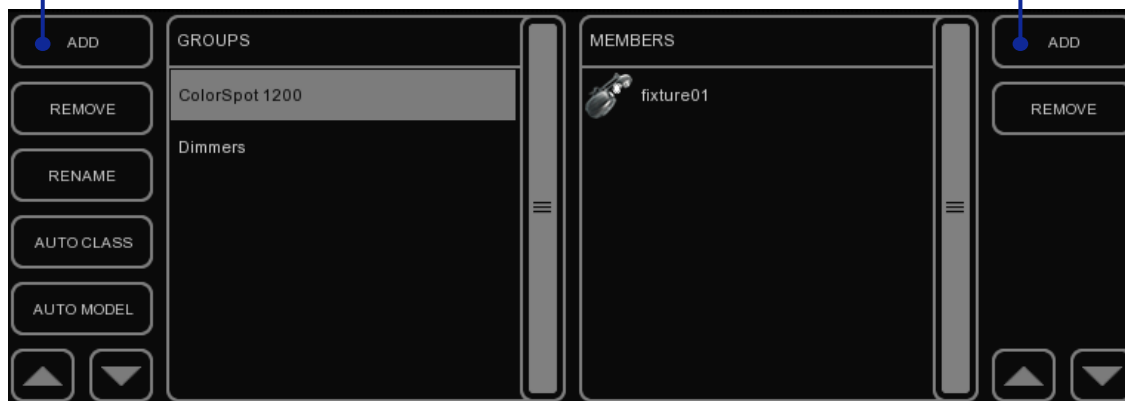 ADD
REMOVE
RENAME
AUTO CLASS
AUTO MODEL
GROUPS
ColorSpot 1200
Dimmers
MEMBERS
fixture01
ADD
REMOVE